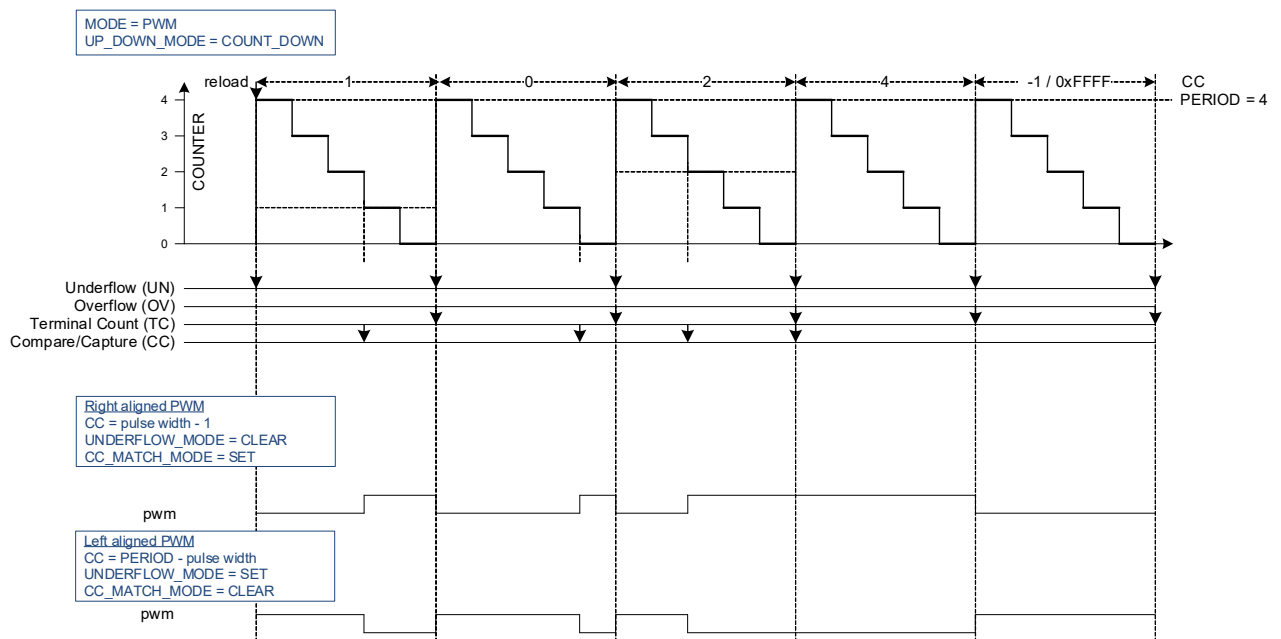 MODE = PWM
UP_DOWN_MODE = COUNT_DOWN
reload 1 0 2 4 -1 / 0xFFFF CC
4 PERIOD = 4
3
COUNTER
2
1
0
Underflow (UN)
Overflow (OV)
Terminal Count (TC)
Compare/Capture (CC)
Right aligned PWM
CC = pulse width - 1
UNDERFLOW_MODE = CLEAR
CC_MATCH_MODE = SET
pwm
Left aligned PWM
CC = PERIOD - pulse width
UNDERFLOW_MODE = SET
CC_MATCH_MODE = CLEAR
pwm